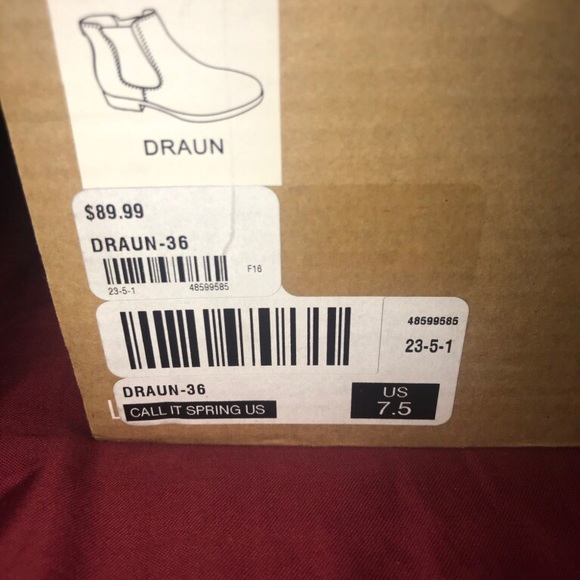 DRAUN
$89.99
DRAUN-36
F16
23-5-1 48599585
48599585
23-5-1
DRAUN-36
CALL IT SPRING US
US
7.5